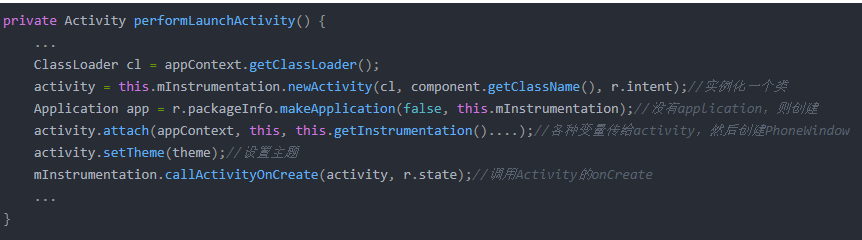 private Activity performLaunchActivity() {
...
ClassLoader cl = appContext.getClassLoader();
activity = this.mInstrumentation.newActivity(cl, component.getClassName(), r.intent);//实例化一个类
Application app = r.packageInfo.makeApplication(false, this.mInstrumentation);//没有application，则创建
activity.attach(appContext, this, this.getInstrumentation()....);//各种变量传给activity，然后创建PhoneWindow
activity.setTheme(theme);//设置主题
mInstrumentation.callActivityOnCreate(activity, r.state);//调用Activity的onCreate
...
}